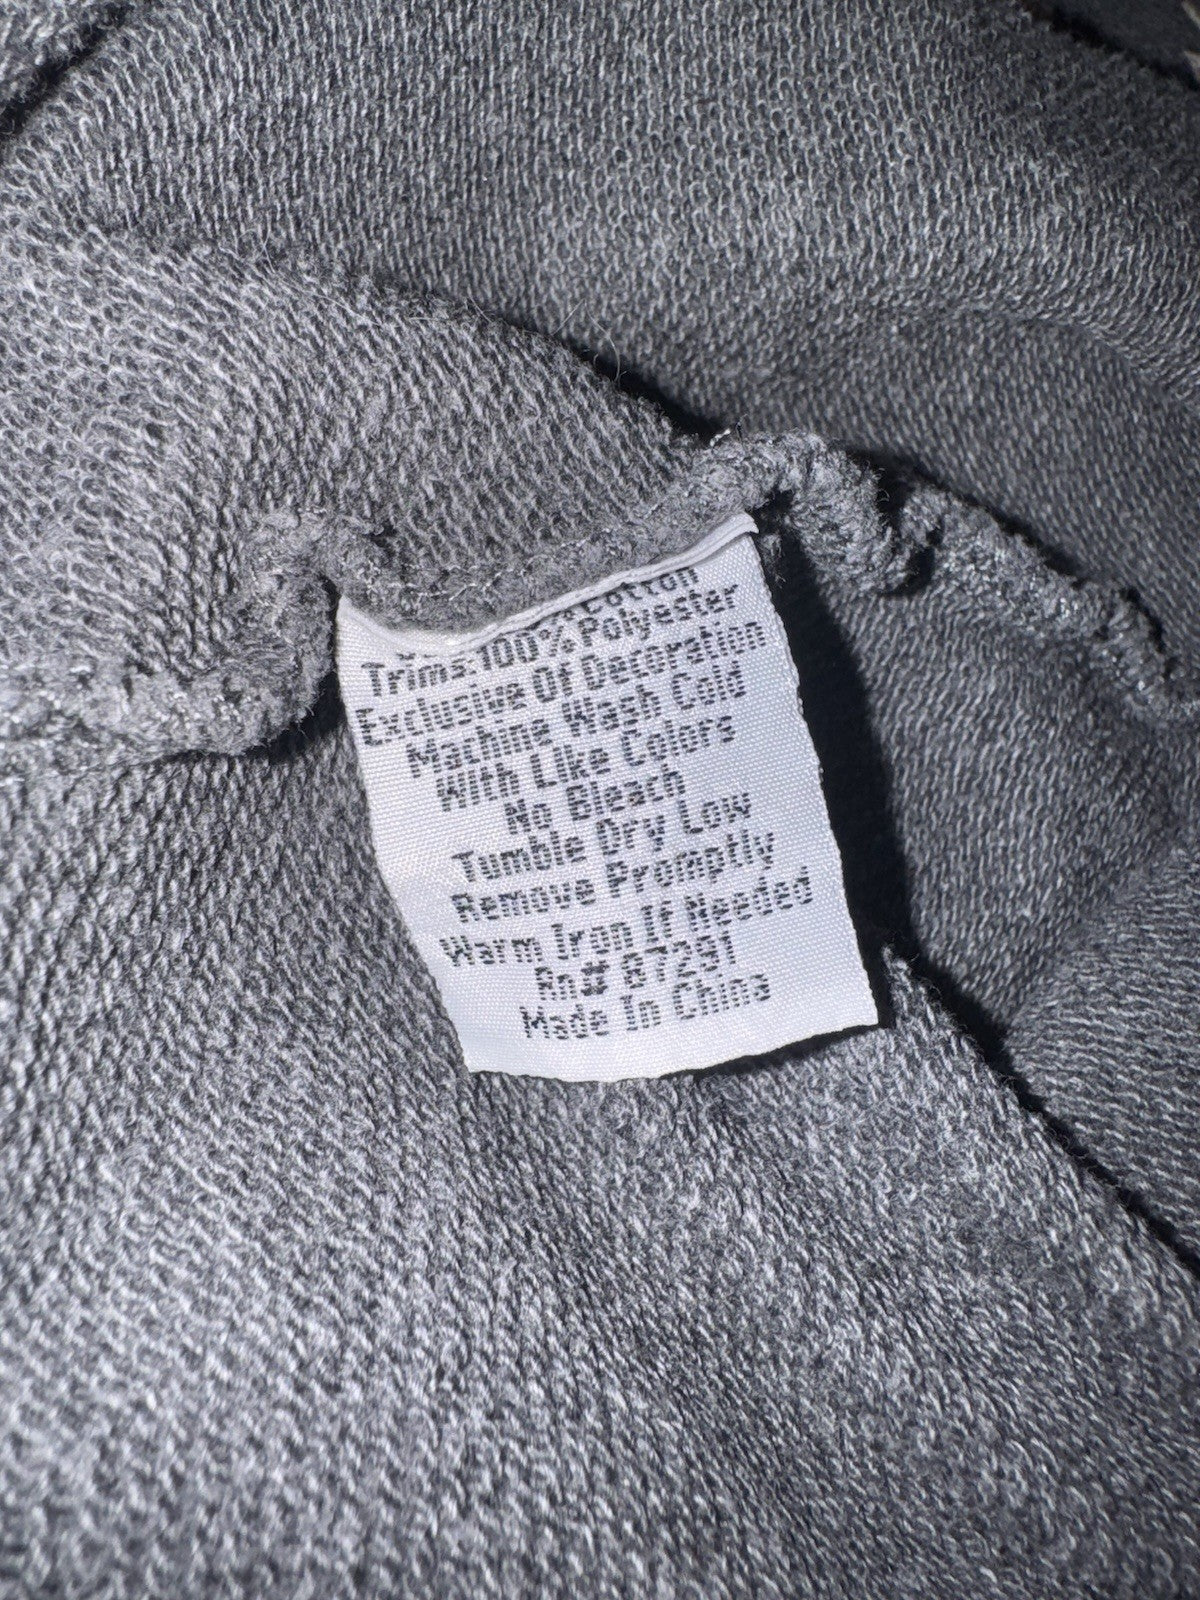 Cotton
Trims:100% Polyester
Exclusive Of Decoration
Machine Wash Cold
With Like Colors
No Bleach
Tumble Dry Low
Remove Promptly
Warm Iron If Needed
Rn# 87291
Made In China